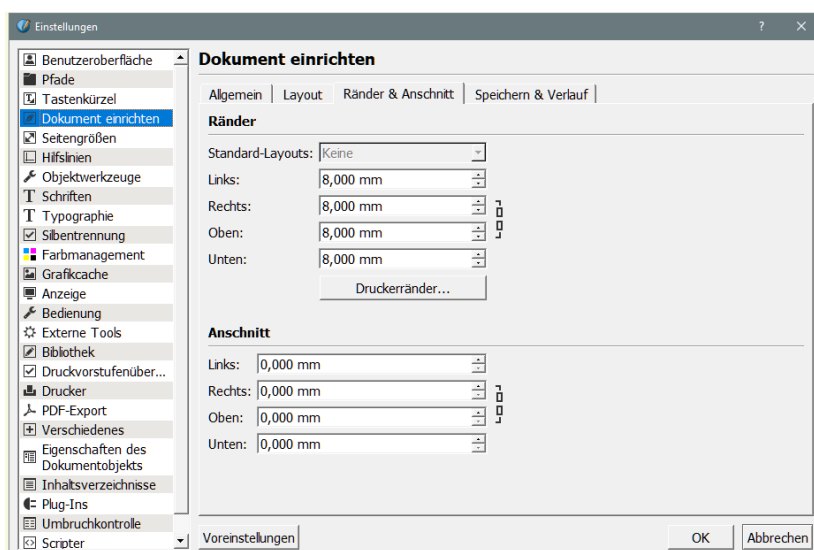 Einstellungen
Benutzeroberfläche
Pfade
Tastenkürzel
Dokument einrichten
Seitengrößen
Hilfslinien
Objektwerkzeuge
Schriften
Typographie
Silbentrennung
Farbmanagement
Grafikcache
Anzeige
Bedienung
Externe Tools
Bibliothek
Druckvorstufenüber...
Drucker
PDF-Export
Verschiedenes
Eigenschaften des
Dokumentobjekts
Inhaltsverzeichnisse
Plug-Ins
Umbruchkontrolle
Scripter
Dokument einrichten
Allgemein Layout Ränder & Anschnitt Speichern & Verlauf
Ränder
Standard-Layouts: Keine
Links: 8,000 mm
Rechts: 8,000 mm
Oben: 8,000 mm
Unten: 8,000 mm
Druckerränder...
Anschnitt
Links: 0,000 mm
Rechts: 0,000 mm
Oben: 0,000 mm
Unten: 0,000 mm
Voreinstellungen OK Abbrechen